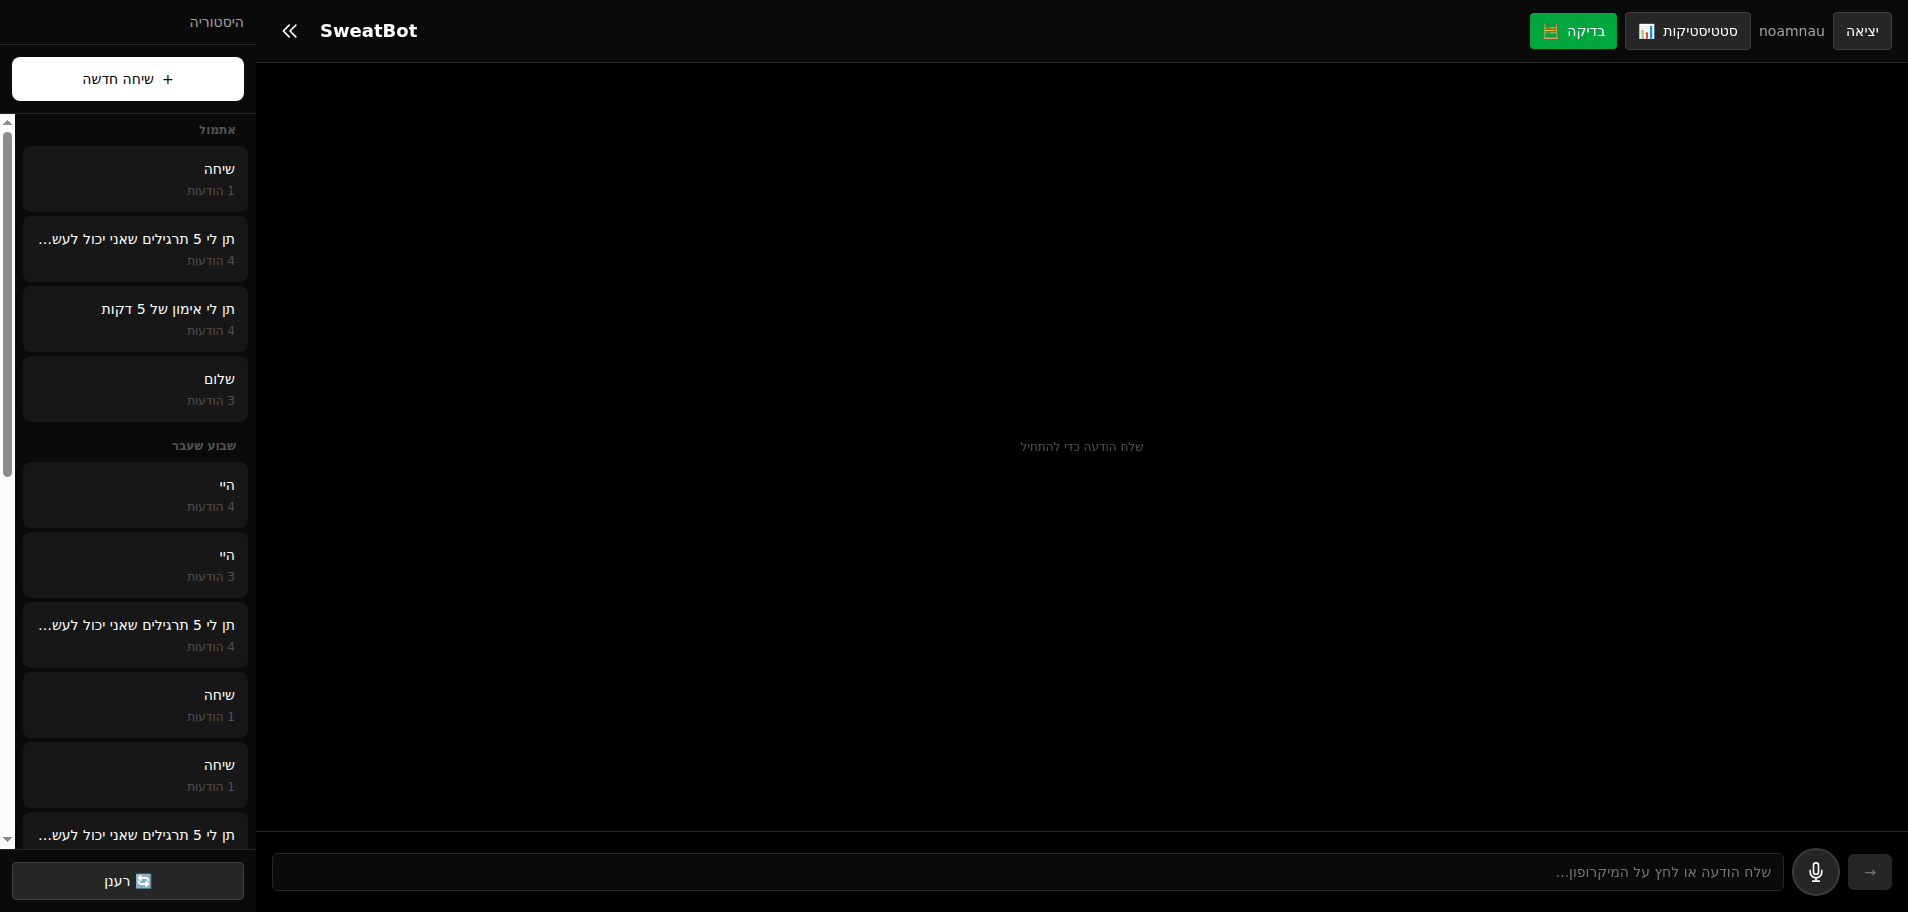 היסטוריה
+ שיחה חדשה
אתמול
שיחה
1 הודעות
תן לי 5 תרגילים שאני יכול לעש...
4 הודעות
תן לי אימון של 5 דקות
4 הודעות
שלום
3 הודעות
שבוע שעבר
היי
4 הודעות
היי
3 הודעות
תן לי 5 תרגילים שאני יכול לעש...
4 הודעות
שיחה
1 הודעות
שיחה
1 הודעות
תן לי 5 תרגילים שאני יכול לעש...
🔄 רענן
SweatBot
יציאה
noamnau
סטטיסטיקות 📊
בדיקה 🧮
שלח הודעה כדי להתחיל
שלח הודעה או לחץ על המיקרופון...
→